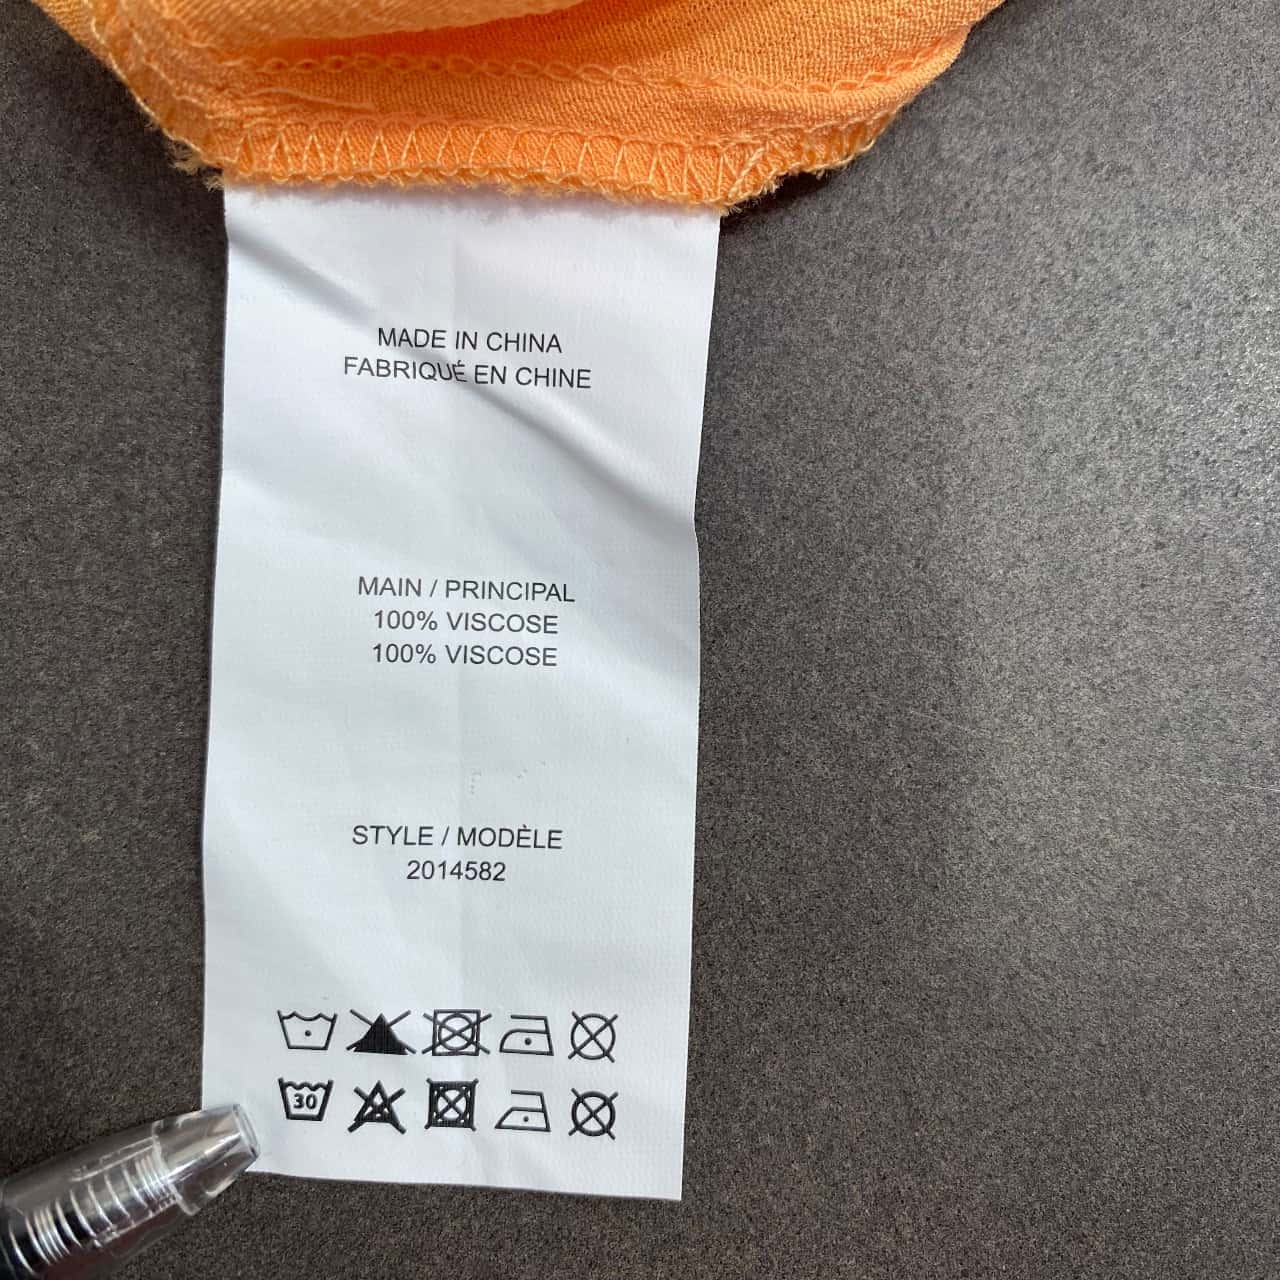 MADE IN CHINA
FABRIQUÉ EN CHINE
MAIN / PRINCIPAL
100% VISCOSE
100% VISCOSE
STYLE / MODÈLE
2014582
30